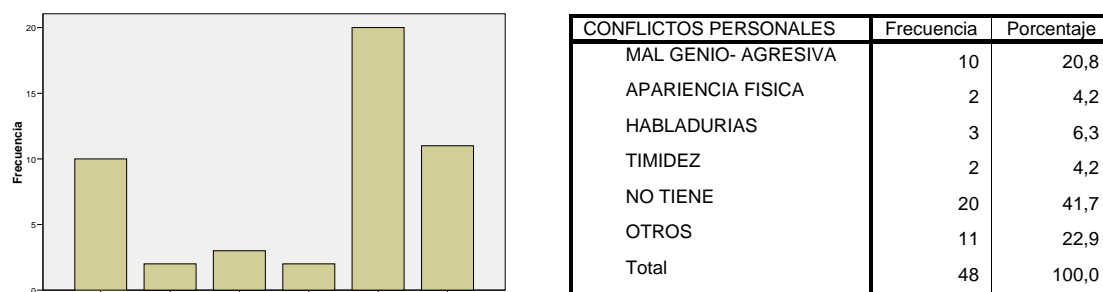 20
15
10
5
0
Frecuencia
CONFLICTOS PERSONALES Frecuencia Porcentaje
MAL GENIO- AGRESIVA 10 20,8
APARIENCIA FISICA 2 4,2
HABLADURIAS 3 6,3
TIMIDEZ 2 4,2
NO TIENE 20 41,7
OTROS 11 22,9
Total 48 100,0